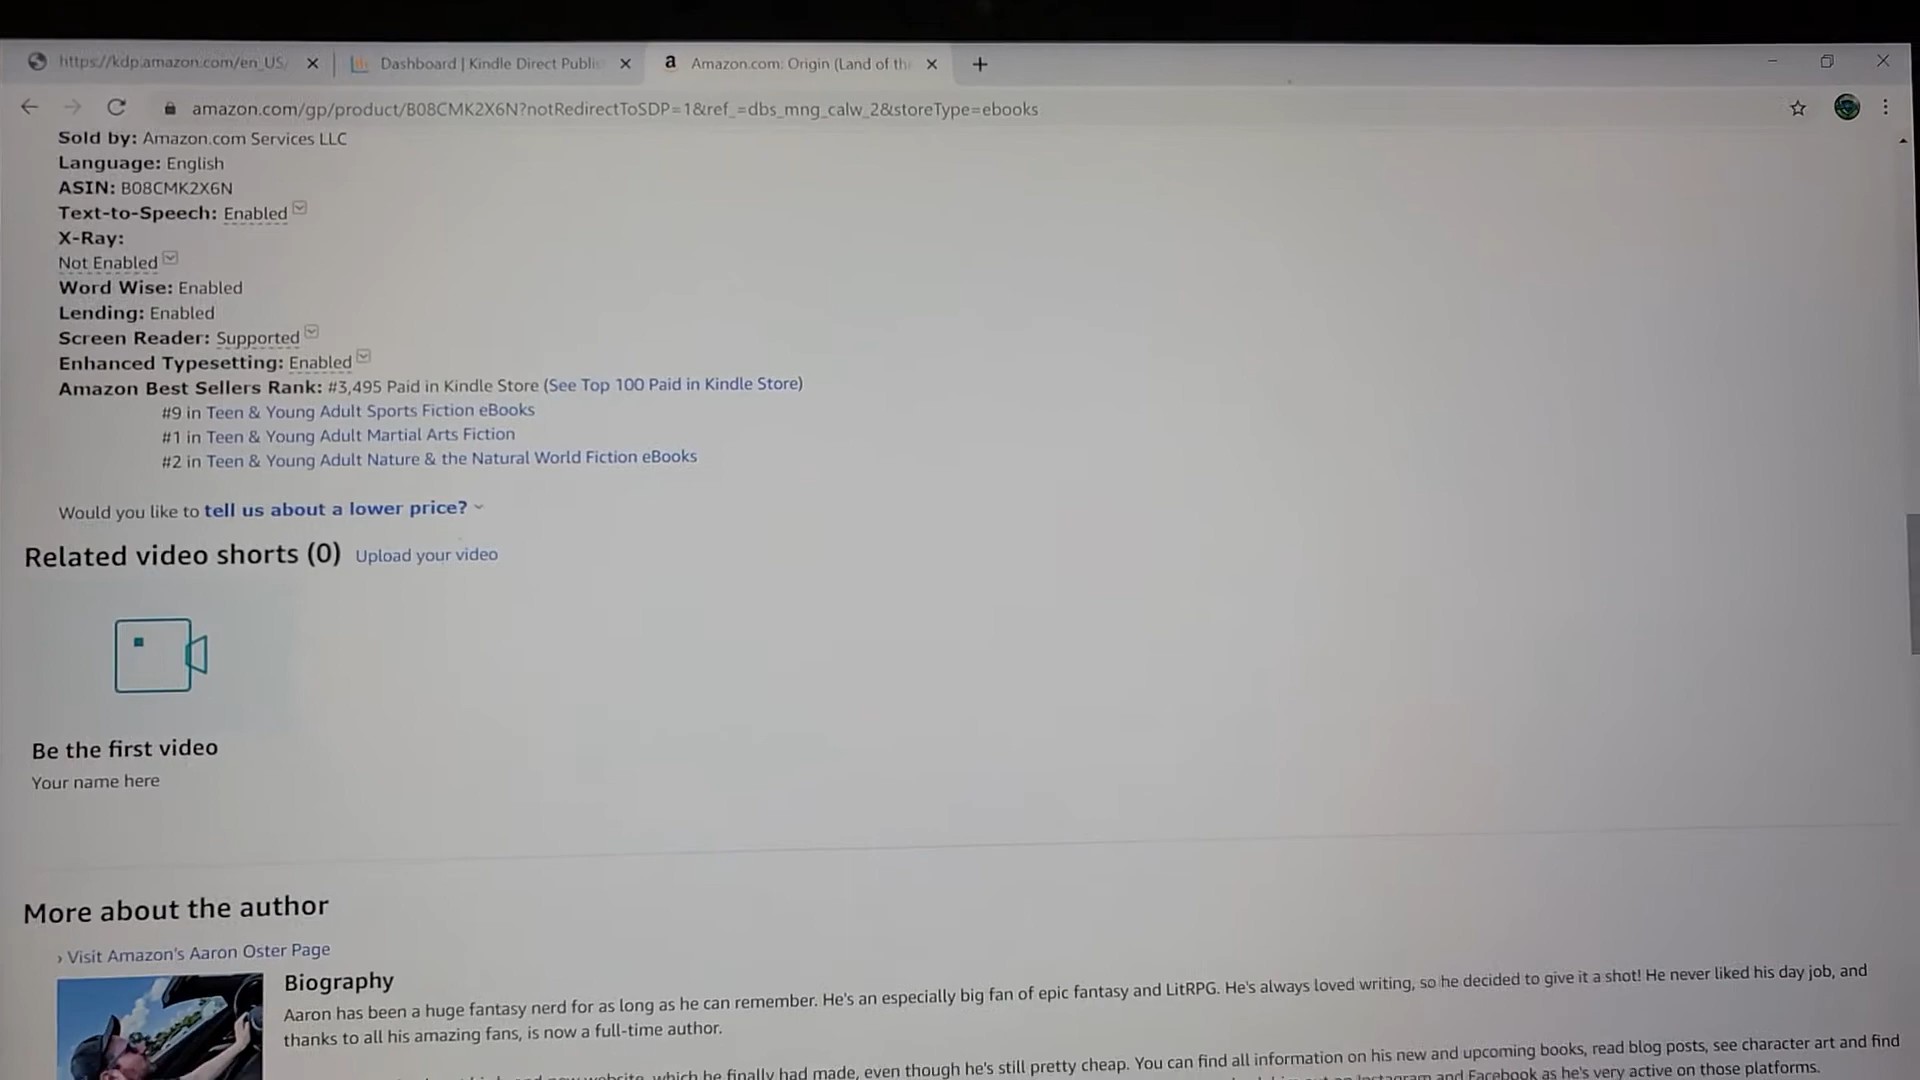 https://kdp.amazon.com/en_US/
Dashboard | Kindle Direct Publis
Amazon.com: Origin (Land of the
amazon.com/gp/product/B08CMK2X6N?notRedirectToSDP=1&ref_=dbs_mng_calw_2&storeType=ebooks
Sold by: Amazon.com Services LLC
Language: English
ASIN: B08CMK2X6N
Text-to-Speech: Enabled
X-Ray:
Not Enabled
Word Wise: Enabled
Lending: Enabled
Screen Reader: Supported
Enhanced Typesetting: Enabled
Amazon Best Sellers Rank: #3,495 Paid in Kindle Store (See Top 100 Paid in Kindle Store)
#9 in Teen & Young Adult Sports Fiction eBooks
#1 in Teen & Young Adult Martial Arts Fiction
#2 in Teen & Young Adult Nature & the Natural World Fiction eBooks
Would you like to tell us about a lower price?
Related video shorts (0) Upload your video
Be the first video
Your name here
More about the author
› Visit Amazon's Aaron Oster Page
Biography
Aaron has been a huge fantasy nerd for as long as he can remember. He's an especially big fan of epic fantasy and LitRPG. He's always loved writing, so he decided to give it a shot! He never liked his day job, and
thanks to all his amazing fans, is now a full-time author.
website, which he finally had made, even though he's still pretty cheap. You can find all information on his new and upcoming books, read blog posts, see character art and find
on Instagram and Facebook as he's very active on those platforms.